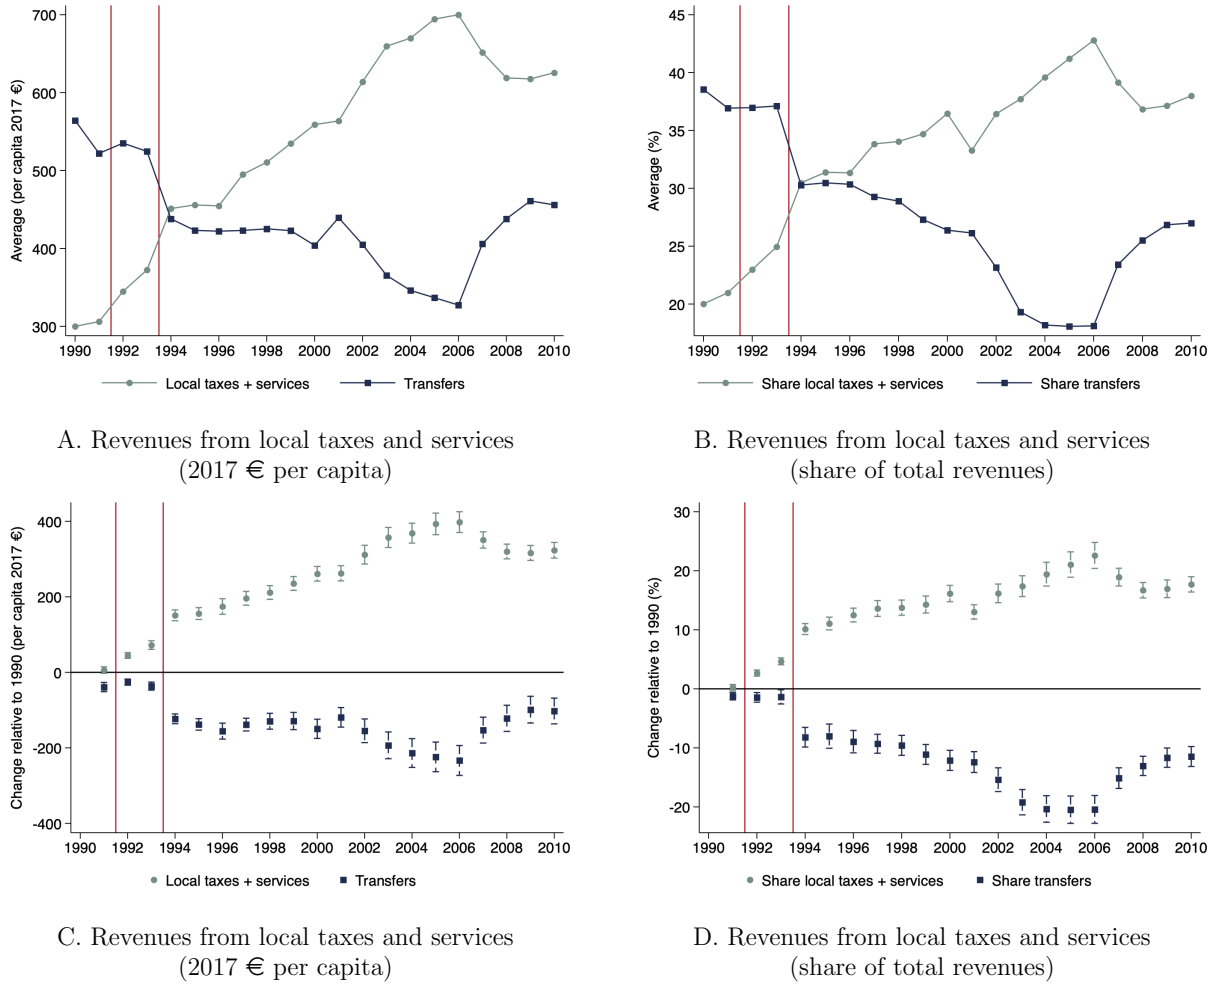 Average (per capita 2017 €)
700
600
500
400
300
1990 1992 1994 1996 1998 2000 2002 2004 2006 2008 2010
Local taxes + services Transfers
A. Revenues from local taxes and services
(2017 € per capita)
Average (%)
45
40
35
30
25
20
1990 1992 1994 1996 1998 2000 2002 2004 2006 2008 2010
Share local taxes + services Share transfers
B. Revenues from local taxes and services
(share of total revenues)
Change relative to 1990 (per capita 2017 €)
400
200
0
-200
-400
1990 1992 1994 1996 1998 2000 2002 2004 2006 2008 2010
Local taxes + services Transfers
C. Revenues from local taxes and services
(2017 € per capita)
Change relative to 1990 (%)
30
20
10
0
-10
-20
1990 1992 1994 1996 1998 2000 2002 2004 2006 2008 2010
Share local taxes + services Share transfers
D. Revenues from local taxes and services
(share of total revenues)